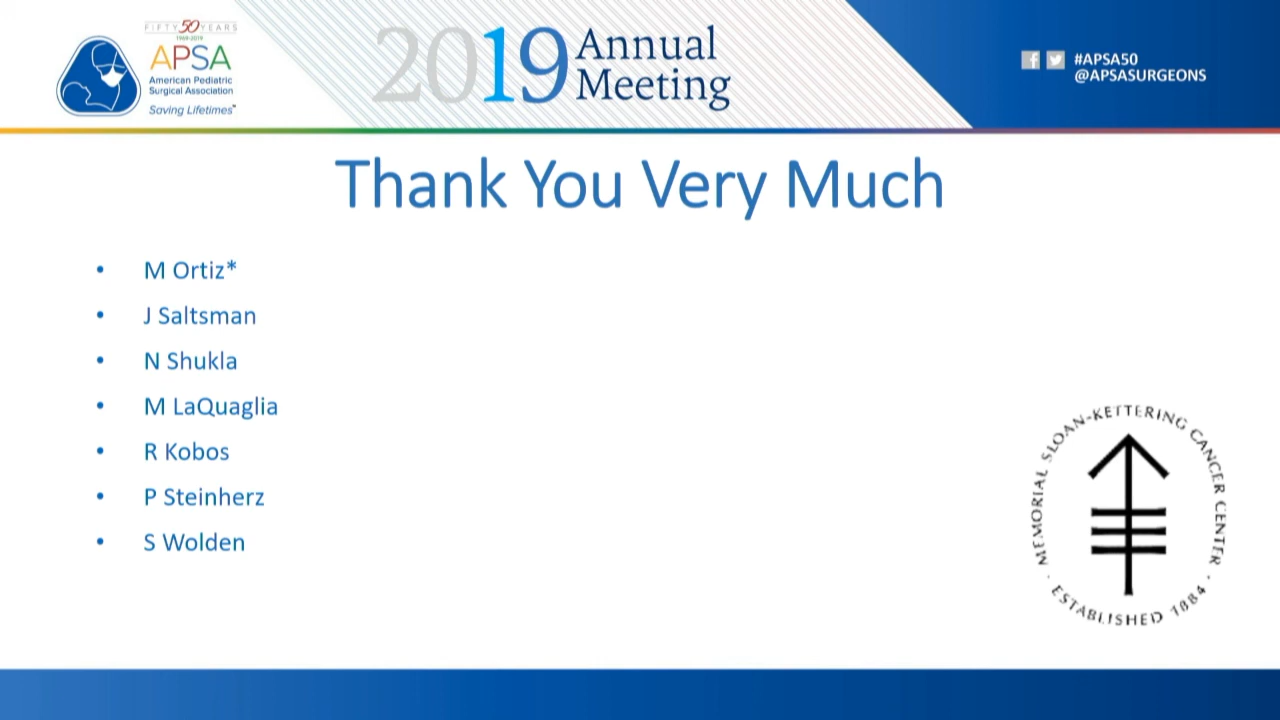 FIFTY 50 YEARS
1969-2019
APSA
American Pediatric
Surgical Association
Saving Lifetimes™
2019 Annual
Meeting
#APSA50
@APSASURGEONS
Thank You Very Much
• M Ortiz*
• J Saltsman
• N Shukla
• M LaQuaglia
• R Kobos
• P Steinherz
• S Wolden
MEMORIAL SLOAN-KETTERING CANCER CENTER
· ESTABLISHED 1884 ·